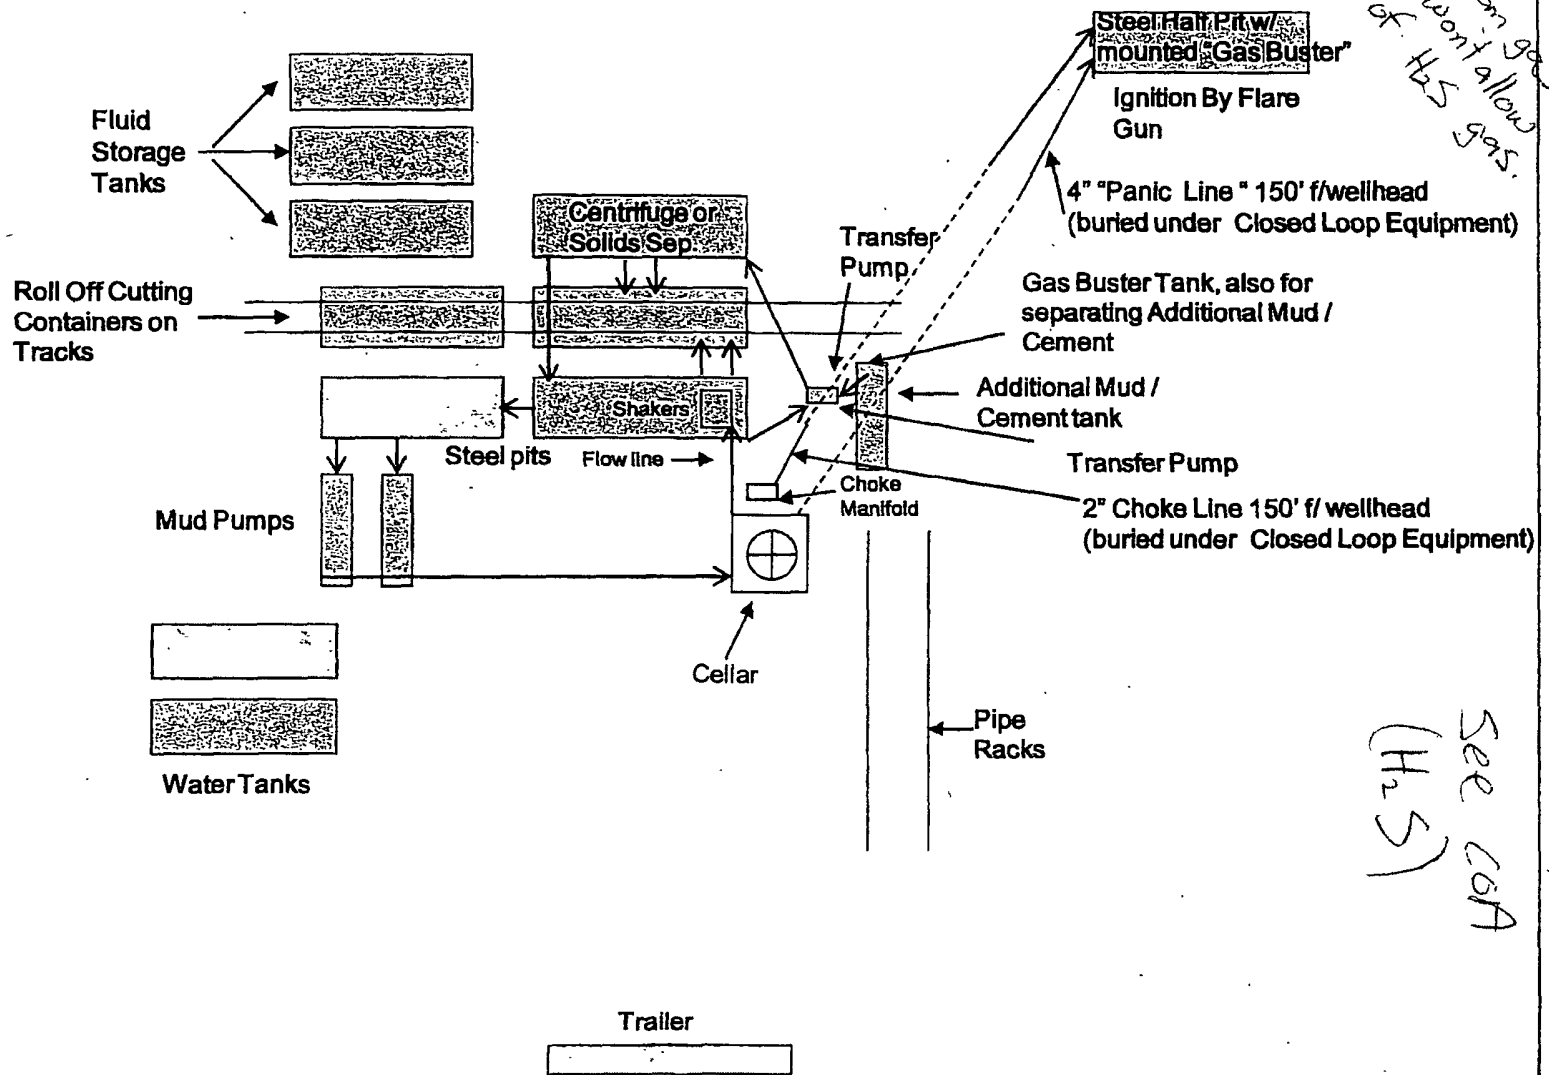 Steel Half Pit w/
mounted "Gas Buster"
Ignition By Flare
Gun
won't allow
of H2S gas.
Fluid
Storage
Tanks
4" "Panic Line " 150' f/wellhead
(buried under Closed Loop Equipment)
Centrifuge or
Solids Sep.
Transfer
Pump
Roll Off Cutting
Containers on
Tracks
Gas Buster Tank, also for
separating Additional Mud /
Cement
Additional Mud /
Cement tank
Shakers
Steel pits
Flow line
Transfer Pump
Choke
Manifold
2" Choke Line 150' f/ wellhead
(buried under Closed Loop Equipment)
Mud Pumps
Cellar
Pipe
Racks
Water Tanks
See COA
(H2S)
Trailer